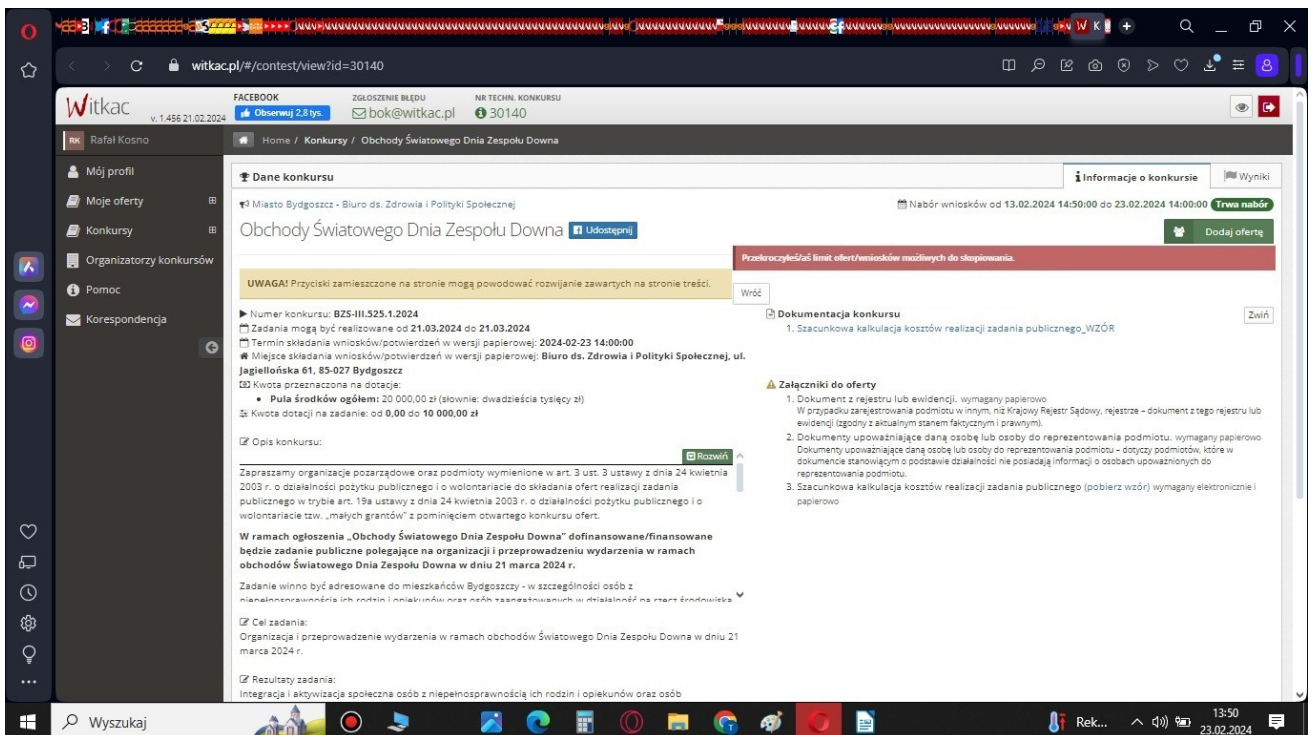 witkac.pl/#/contest/view?id=30140
Witkac
v. 1.456 21.02.2024
FACEBOOK
Obserwuj 2,8 tys.
ZGŁOSZENIE BŁĘDU
bok@witkac.pl
NR TECHN. KONKURSU
30140
RK Rafał Kosno
Home / Konkursy / Obchody Światowego Dnia Zespołu Downa
Mój profil
Moje oferty
Konkursy
Organizatorzy konkursów
Pomoc
Korespondencja
Dane konkursu
Informacje o konkursie
Wyniki
Miasto Bydgoszcz - Biuro ds. Zdrowia i Polityki Społecznej
Nabór wniosków od 13.02.2024 14:50:00 do 23.02.2024 14:00:00 Trwa nabór
Obchody Światowego Dnia Zespołu Downa
Udostępnij
Dodaj ofertę
Przekroczyłeś/aś limit ofert/wniosków możliwych do skopiowania.
Wróć
UWAGA! Przyciski zamieszczone na stronie mogą powodować rozwijanie zawartych na stronie treści.
Numer konkursu: BZS-III.525.1.2024
Zadania mogą być realizowane od 21.03.2024 do 21.03.2024
Termin składania wniosków/potwierdzeń w wersji papierowej: 2024-02-23 14:00:00
Miejsce składania wniosków/potwierdzeń w wersji papierowej: Biuro ds. Zdrowia i Polityki Społecznej, ul.
Jagiellońska 61, 85-027 Bydgoszcz
Kwota przeznaczona na dotacje:
• Pula środków ogółem: 20 000,00 zł (słownie: dwadzieścia tysięcy zł)
Kwota dotacji na zadanie: od 0,00 do 10 000,00 zł
Opis konkursu:
Rozwiń
Zapraszamy organizacje pozarządowe oraz podmioty wymienione w art. 3 ust. 3 ustawy z dnia 24 kwietnia
2003 r. o działalności pożytku publicznego i o wolontariacie do składania ofert realizacji zadania
publicznego w trybie art. 19a ustawy z dnia 24 kwietnia 2003 r. o działalności pożytku publicznego i o
wolontariacie tzw. „małych grantów” z pominięciem otwartego konkursu ofert.
W ramach ogłoszenia „Obchody Światowego Dnia Zespołu Downa” dofinansowane/finansowane
będzie zadanie publiczne polegające na organizacji i przeprowadzeniu wydarzenia w ramach
obchodów Światowego Dnia Zespołu Downa w dniu 21 marca 2024 r.
Zadanie winno być adresowane do mieszkańców Bydgoszczy - w szczególności osób z
niepełnosprawnością ich rodzin i opiekunów oraz osób zaangażowanych w działalność na rzecz środowiska
Cel zadania:
Organizacja i przeprowadzenie wydarzenia w ramach obchodów Światowego Dnia Zespołu Downa w dniu 21
marca 2024 r.
Rezultaty zadania:
Integracja i aktywizacja społeczna osób z niepełnosprawnością ich rodzin i opiekunów oraz osób
Dokumentacja konkursu
Zwiń
1. Szacunkowa kalkulacja kosztów realizacji zadania publicznego_WZÓR
Załączniki do oferty
1. Dokument z rejestru lub ewidencji. wymagany papierowo
W przypadku zarejestrowania podmiotu w innym, niż Krajowy Rejestr Sądowy, rejestrze – dokument z tego rejestru lub
ewidencji (zgodny z aktualnym stanem faktycznym i prawnym).
2. Dokumenty upoważniające daną osobę lub osoby do reprezentowania podmiotu. wymagany papierowo
Dokumenty upoważniające daną osobę lub osoby do reprezentowania podmiotu – dotyczy podmiotów, które w
dokumencie stanowiącym o podstawie działalności nie posiadają informacji o osobach upoważnionych do
reprezentowania podmiotu.
3. Szacunkowa kalkulacja kosztów realizacji zadania publicznego (pobierz wzór) wymagany elektronicznie i
papierowo
Wyszukaj
Rek...
13:50
23.02.2024